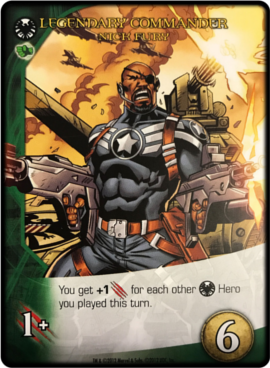 LEGENDARY COMMANDER
NICK FURY
You get +1 for each other Hero
you played this turn.
1+
6